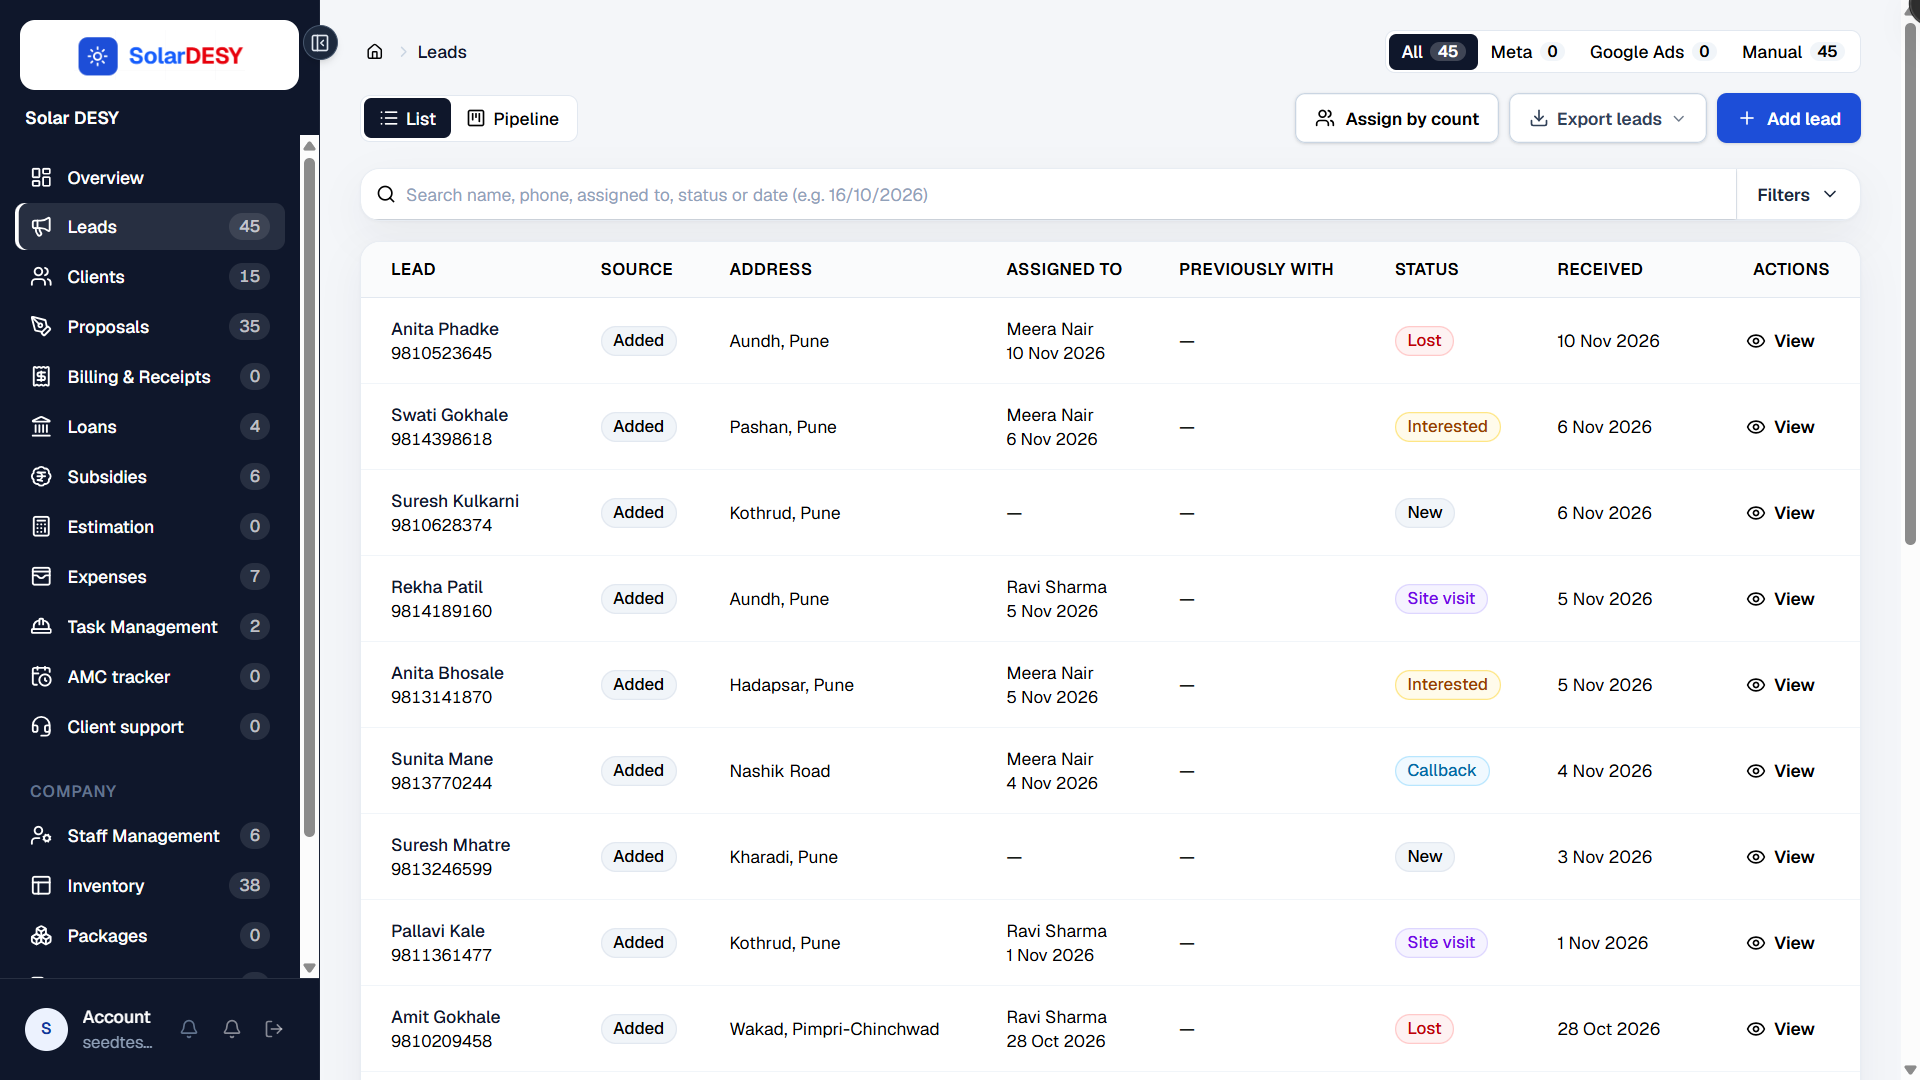 SolarDESY
Solar DESY
Overview
Leads 45
Clients 15
Proposals 35
Billing & Receipts 0
Loans 4
Subsidies 6
Estimation 0
Expenses 7
Task Management 2
AMC tracker 0
Client support 0
COMPANY
Staff Management 6
Inventory 38
Packages 0
S
Account
seedtes...
Leads
All 45 Meta 0 Google Ads 0 Manual 45
List Pipeline
Assign by count Export leads Add lead
Search name, phone, assigned to, status or date (e.g. 16/10/2026) Filters
LEAD SOURCE ADDRESS ASSIGNED TO PREVIOUSLY WITH STATUS RECEIVED ACTIONS
Anita Phadke
9810523645
Added
Aundh, Pune
Meera Nair
10 Nov 2026
—
Lost
10 Nov 2026
View
Swati Gokhale
9814398618
Added
Pashan, Pune
Meera Nair
6 Nov 2026
—
Interested
6 Nov 2026
View
Suresh Kulkarni
9810628374
Added
Kothrud, Pune
—
—
New
6 Nov 2026
View
Rekha Patil
9814189160
Added
Aundh, Pune
Ravi Sharma
5 Nov 2026
—
Site visit
5 Nov 2026
View
Anita Bhosale
9813141870
Added
Hadapsar, Pune
Meera Nair
5 Nov 2026
—
Interested
5 Nov 2026
View
Sunita Mane
9813770244
Added
Nashik Road
Meera Nair
4 Nov 2026
—
Callback
4 Nov 2026
View
Suresh Mhatre
9813246599
Added
Kharadi, Pune
—
—
New
3 Nov 2026
View
Pallavi Kale
9811361477
Added
Kothrud, Pune
Ravi Sharma
1 Nov 2026
—
Site visit
1 Nov 2026
View
Amit Gokhale
9810209458
Added
Wakad, Pimpri-Chinchwad
Ravi Sharma
28 Oct 2026
—
Lost
28 Oct 2026
View